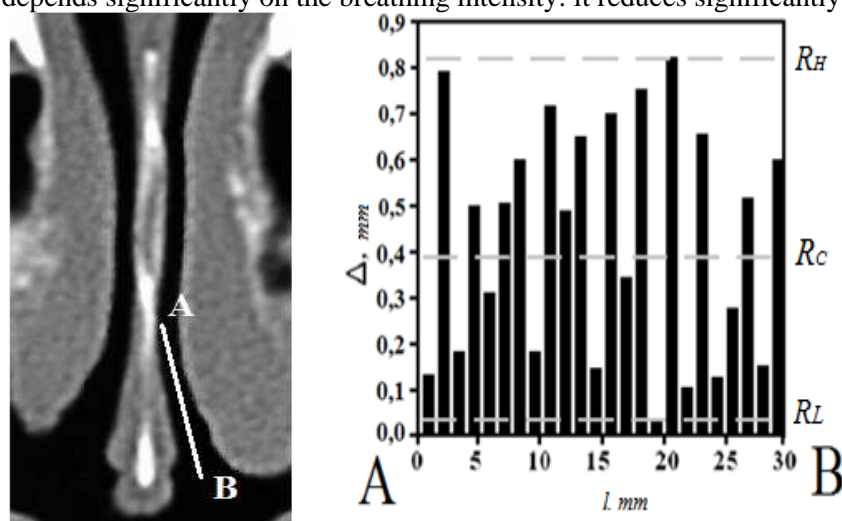 depends significantly on the breathing intensity. It reduces significantly
A
B
0,9
0,8
0,7
0,6
0,5
0,4
0,3
0,2
0,1
0,0
Δ, mm
RH
RC
RL
0 5 10 15 20 25 30
A B
l. mm